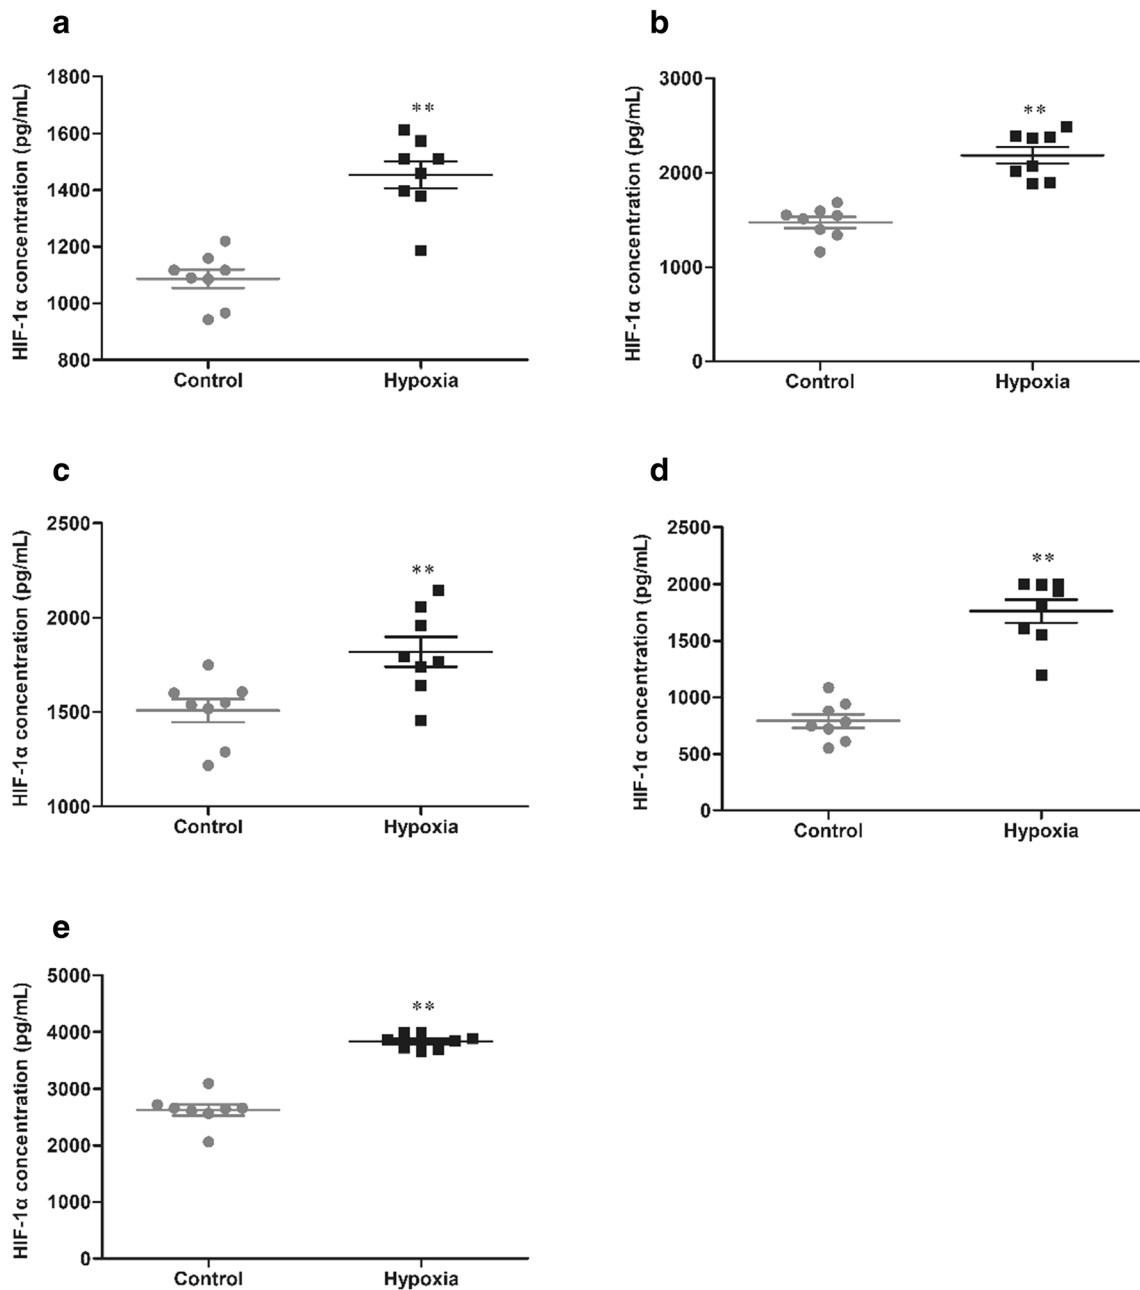 a
HIF-1α concentration (pg/mL)
1800
1600
1400
1200
1000
800
**
Control
Hypoxia
b
HIF-1α concentration (pg/mL)
3000
2000
1000
0
**
Control
Hypoxia
c
HIF-1α concentration (pg/mL)
2500
2000
1500
1000
**
Control
Hypoxia
d
HIF-1α concentration (pg/mL)
2500
2000
1500
1000
500
0
**
Control
Hypoxia
e
HIF-1α concentration (pg/mL)
5000
4000
3000
2000
1000
0
**
Control
Hypoxia